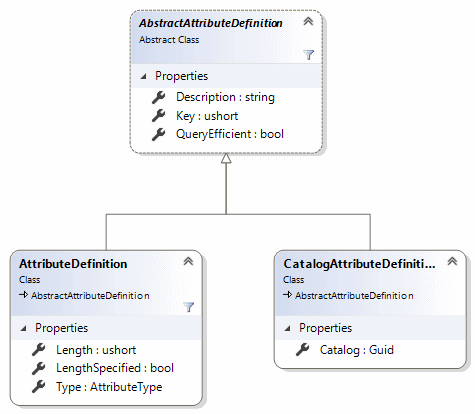 AbstractAttributeDefinition
Abstract Class
Properties
Description : string
Key : ushort
QueryEfficient : bool
AttributeDefinition
Class
AbstractAttributeDefinition
Properties
Length : ushort
LengthSpecified : bool
Type : AttributeType
CatalogAttributeDefiniti...
Class
AbstractAttributeDefinition
Properties
Catalog : Guid